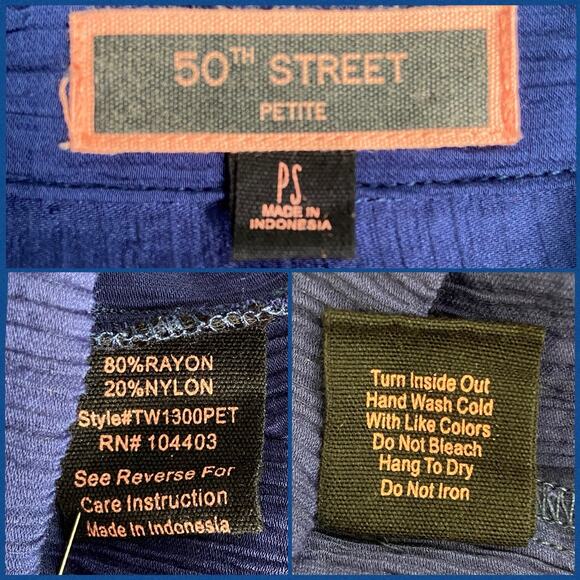 50TH STREET
PETITE
PS
MADE IN
INDONESIA
80%RAYON
20%NYLON
Style#TW1300PET
RN# 104403
See Reverse For
Care Instruction
Made In Indonesia
Turn Inside Out
Hand Wash Cold
With Like Colors
Do Not Bleach
Hang To Dry
Do Not Iron